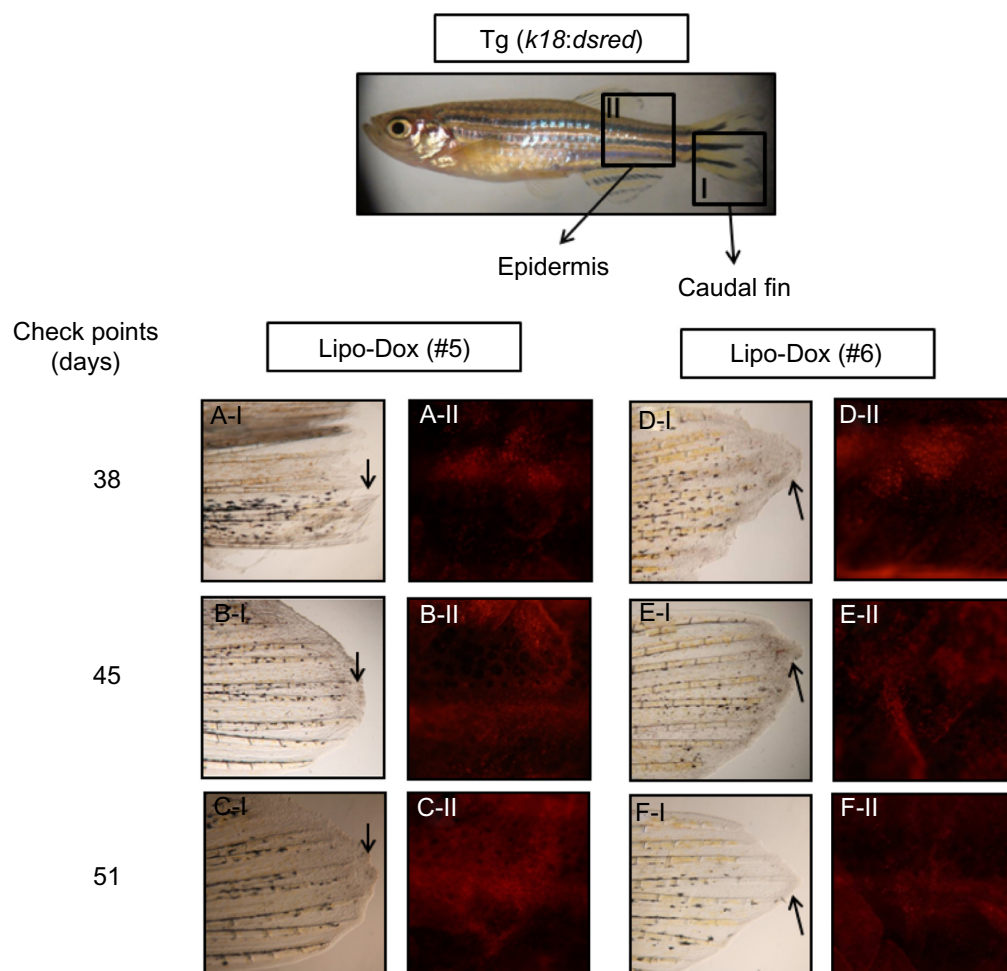 Tg (k18:dsred)
II
I
Epidermis
Caudal fin
Check points
(days)
Lipo-Dox (#5)
Lipo-Dox (#6)
38
A-I
A-II
D-I
D-II
45
B-I
B-II
E-I
E-II
51
C-I
C-II
F-I
F-II